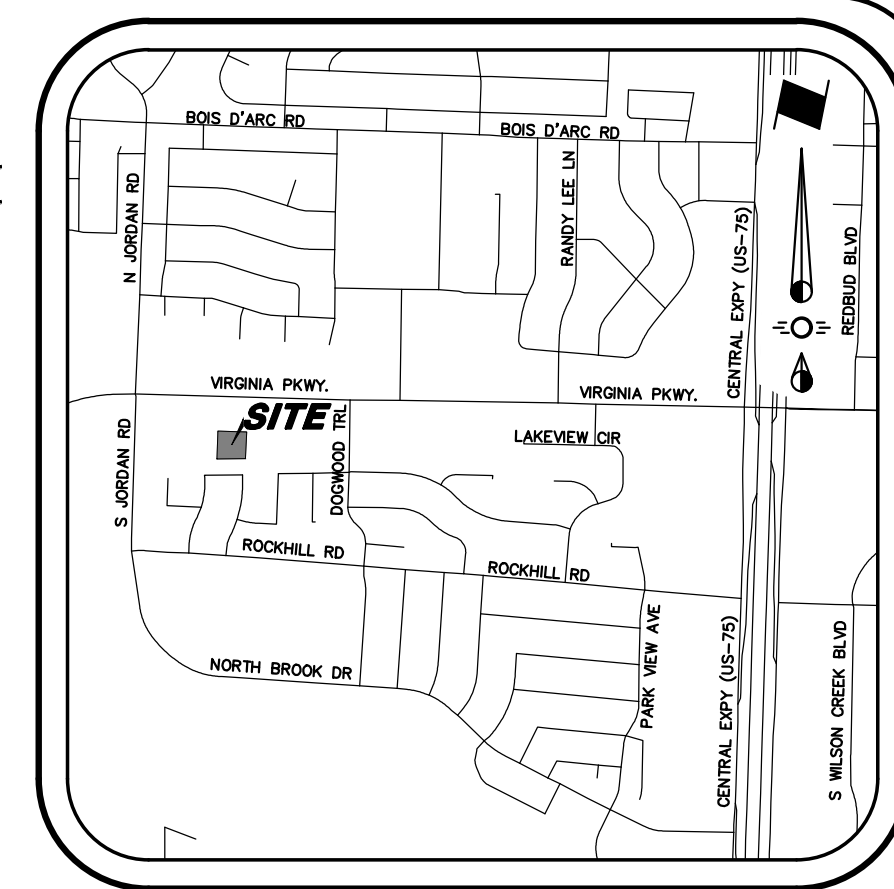 BOIS D'ARC RD
BOIS D'ARC RD
N JORDAN RD
RANDY LEE LN
CENTRAL EXPY (US-75)
REDBUD BLVD
VIRGINIA PKWY.
VIRGINIA PKWY.
SITE
DOGWOOD TRL
LAKEVIEW CIR
S JORDAN RD
ROCKHILL RD
ROCKHILL RD
PARK VIEW AVE
CENTRAL EXPY (US-75)
S WILSON CREEK BLVD
NORTH BROOK DR